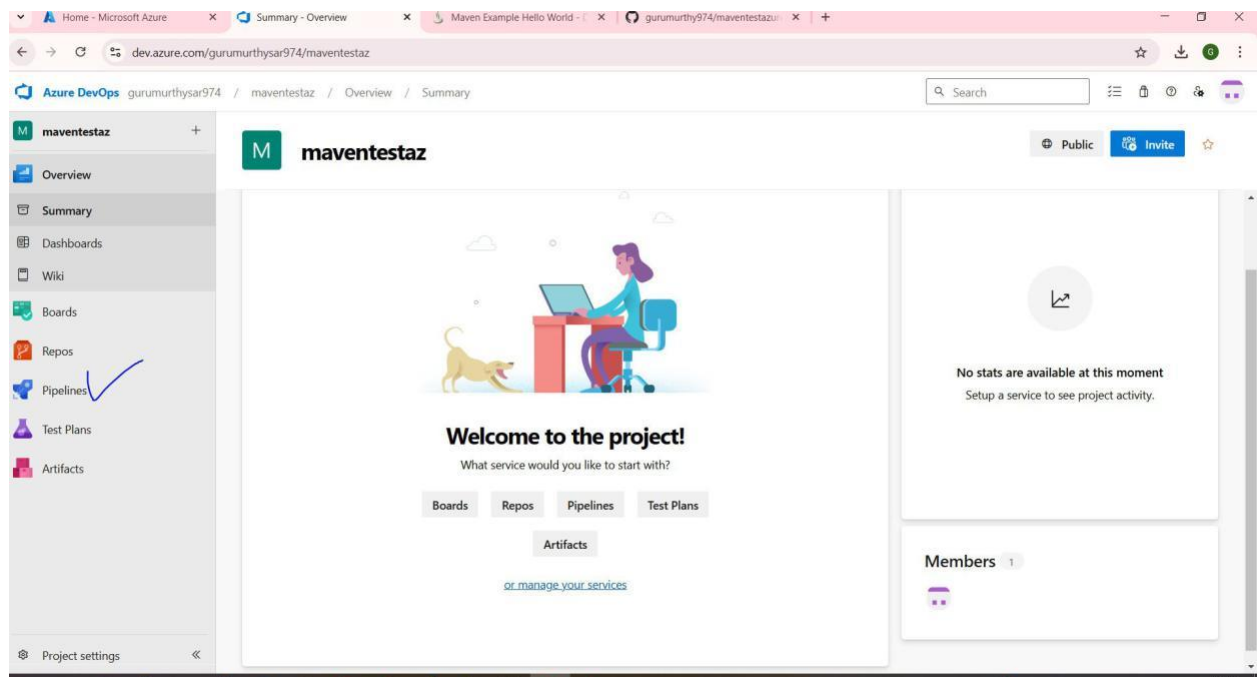 Home - Microsoft Azure
Summary - Overview
Maven Example Hello World -
gurumurthy974/maventestazu
dev.azure.com/gurumurthysar974/maventestaz
G
Azure DevOps gurumurthysar974 / maventestaz / Overview / Summary
Search
M maventestaz +
M maventestaz
Public
Invite
Overview
Summary
Dashboards
Wiki
Boards
Repos
Pipelines
Test Plans
Artifacts
Welcome to the project!
What service would you like to start with?
Boards Repos Pipelines Test Plans
Artifacts
or manage your services
No stats are available at this moment
Setup a service to see project activity.
Members 1
Project settings